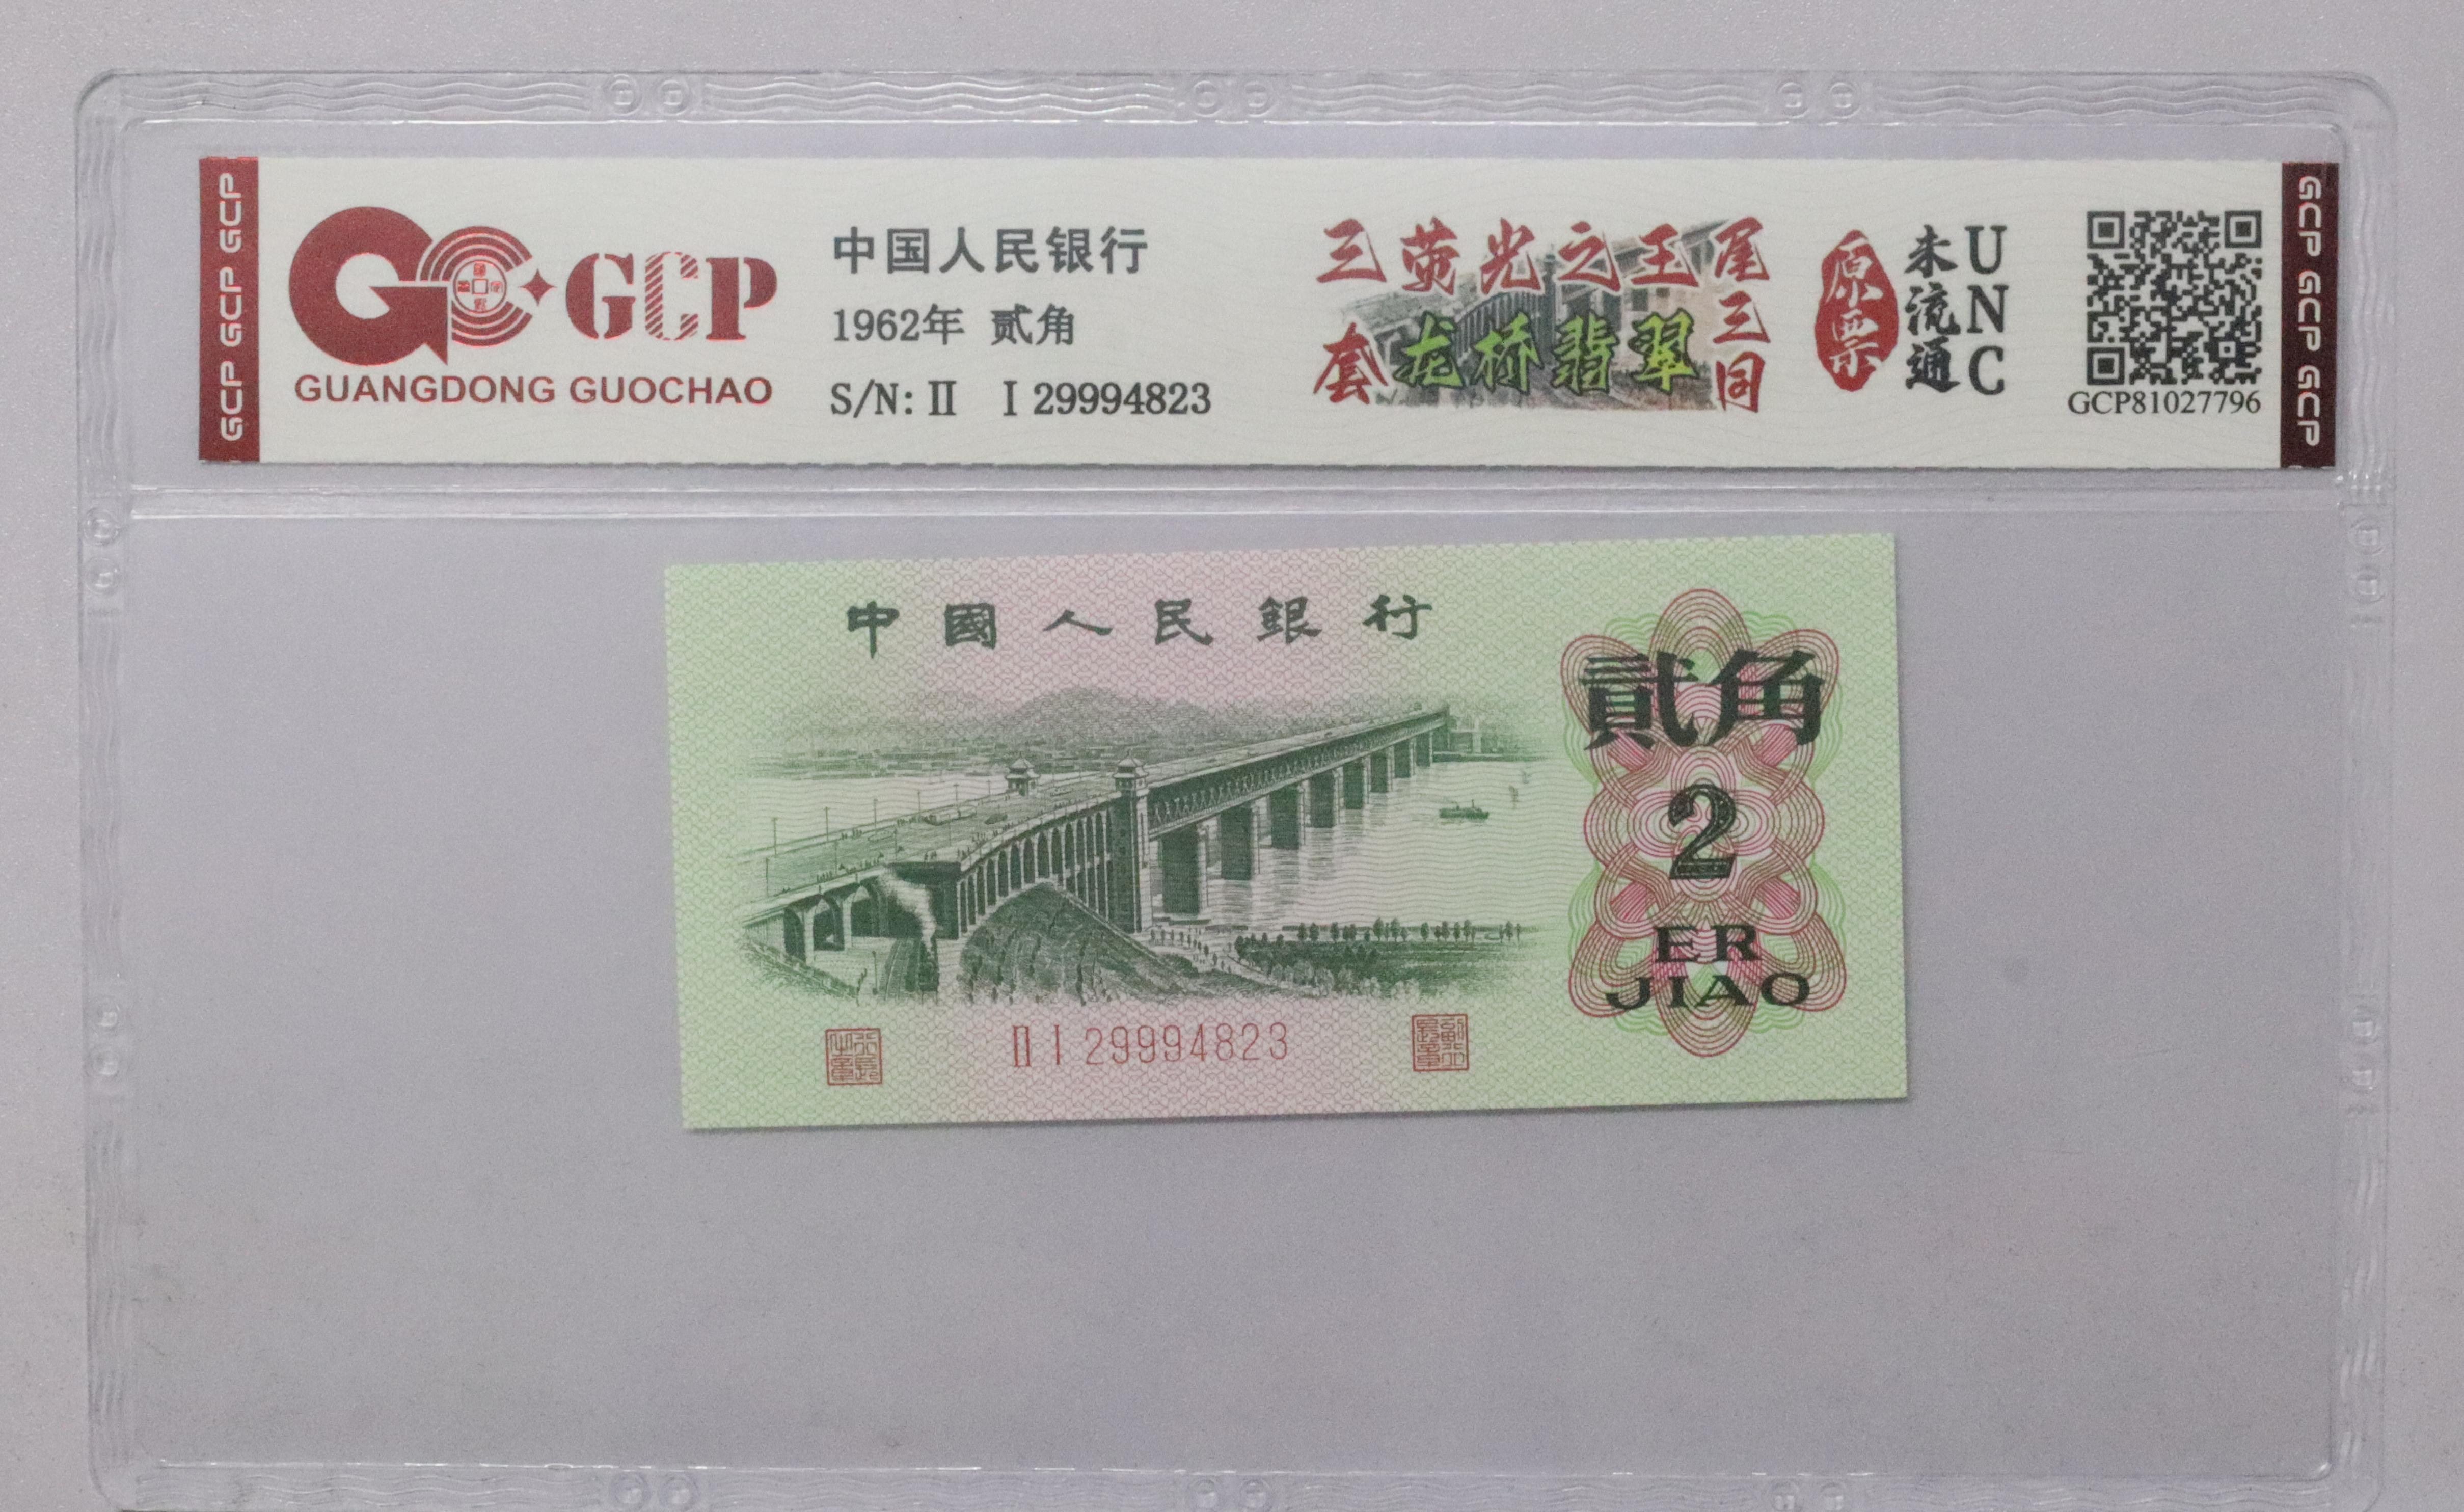 GCP GCP GCP
GCP
GUANGDONG GUOCHAO
中国人民银行
1962年 贰角
S/N: Ⅱ Ⅰ 29994823
三荧光之王
套 龙桥翡翠
尾三同
原票
未流通
UNC
GCP81027796
GCP GCP GCP
中國人民銀行
貳角
2
ER
JIAO
Ⅱ Ⅰ 29994823